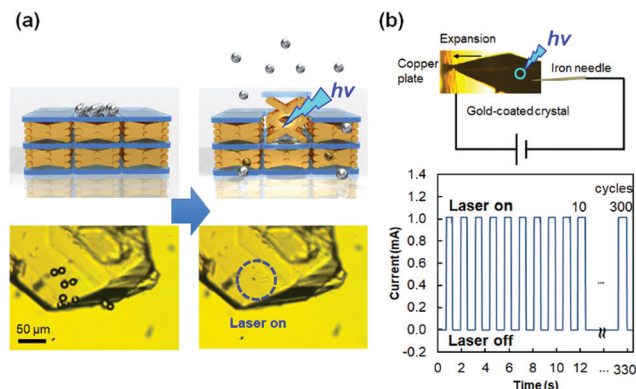 (a)
hν
50 µm
Laser on
(b)
Expansion
hν
Copper
plate
Iron needle
Gold-coated crystal
cycles
Laser on
10
300
Laser off
Current (mA)
1.4
1.2
1.0
0.8
0.6
0.4
0.2
0.0
-0.2
0 2 4 6 8 10 12 ... 330
...
Time (s)